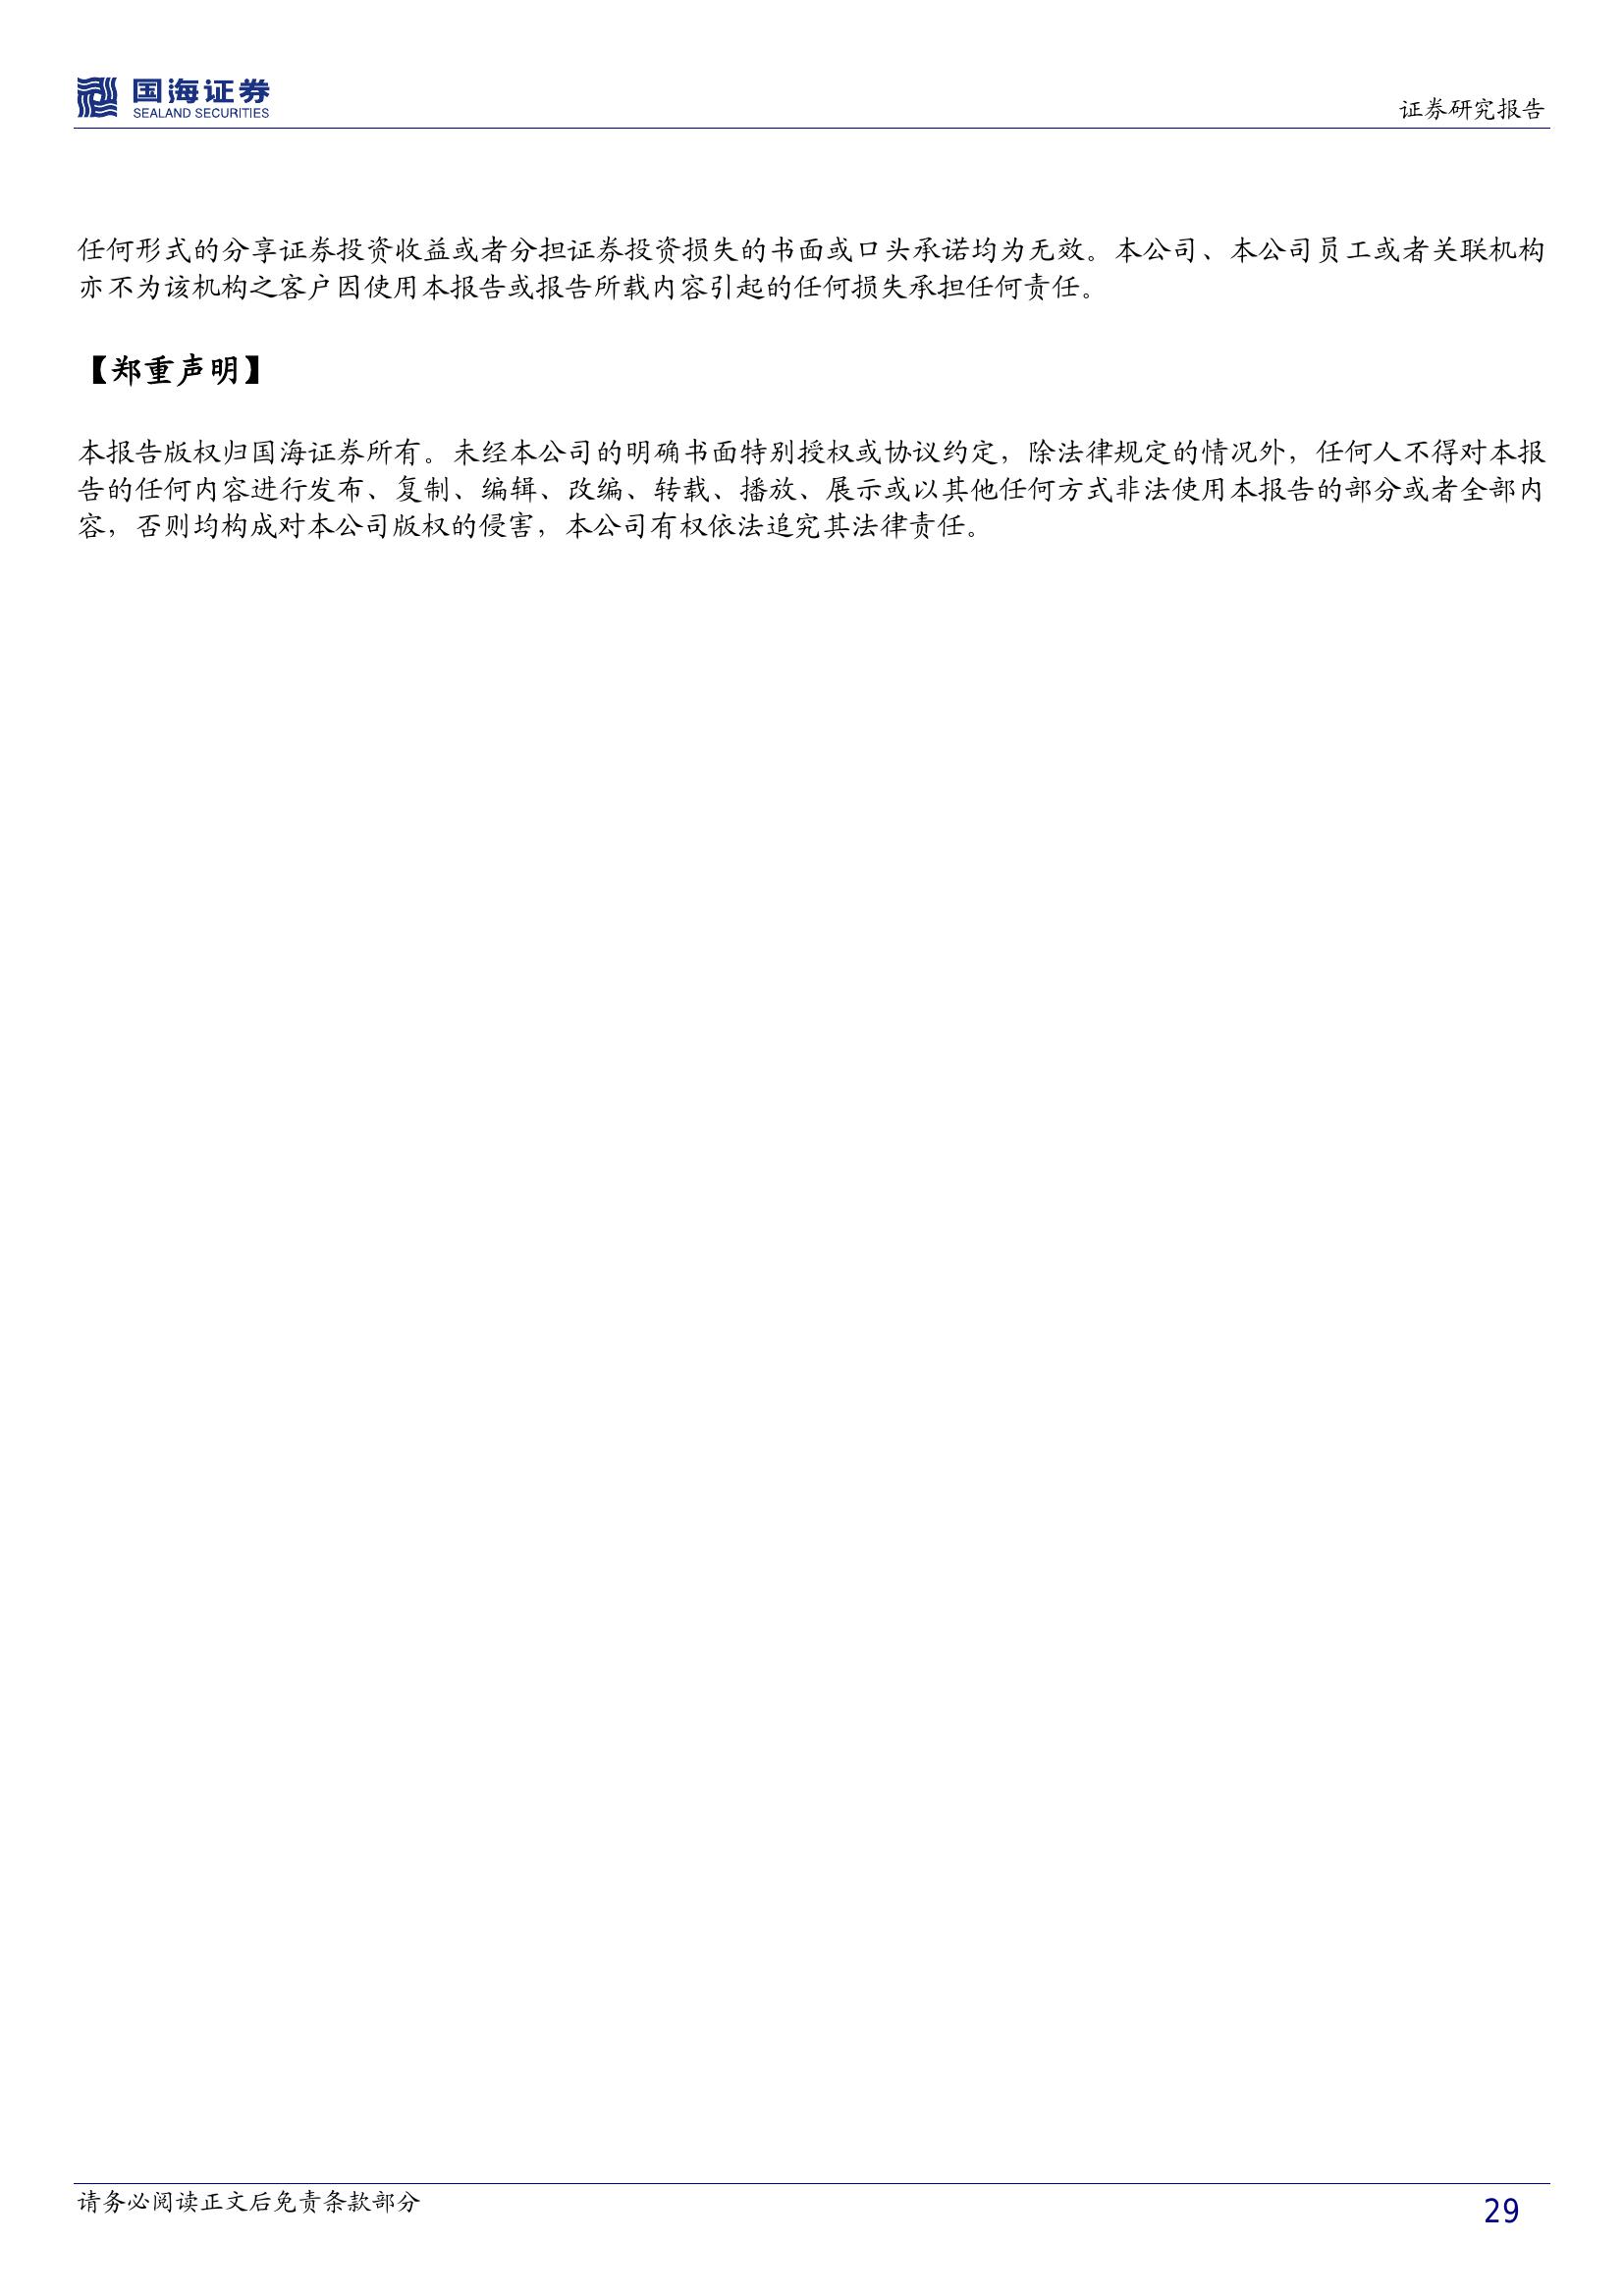 国海证券
SEALAND SECURITIES
证券研究报告
任何形式的分享证券投资收益或者分担证券投资损失的书面或口头承诺均为无效。本公司、本公司员工或者关联机构
亦不为该机构之客户因使用本报告或报告所载内容引起的任何损失承担任何责任。
【郑重声明】
本报告版权归国海证券所有。未经本公司的明确书面特别授权或协议约定，除法律规定的情况外，任何人不得对本报
告的任何内容进行发布、复制、编辑、改编、转载、播放、展示或以其他任何方式非法使用本报告的部分或者全部内
容，否则均构成对本公司版权的侵害，本公司有权依法追究其法律责任。
请务必阅读正文后免责条款部分
29